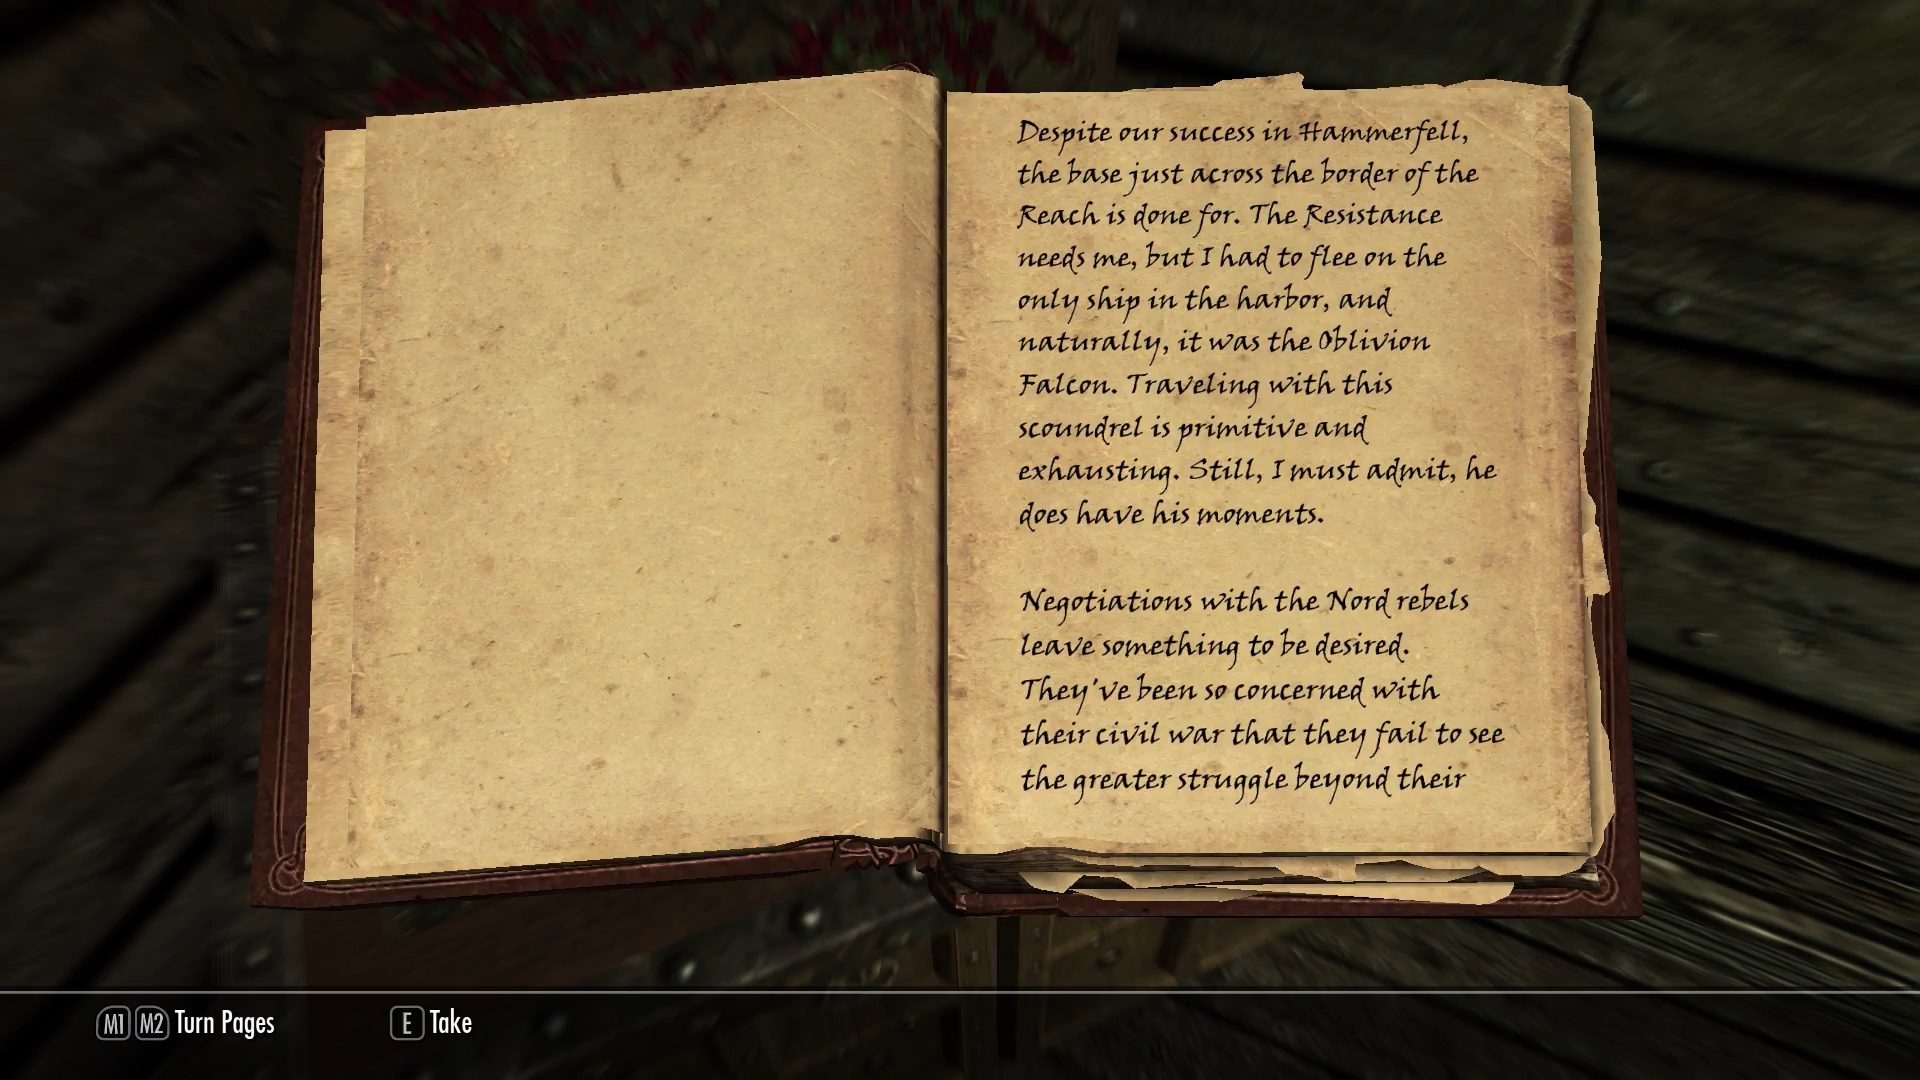 Despite our success in Hammerfell,
the base just across the border of the
Reach is done for. The Resistance
needs me, but I had to flee on the
only ship in the harbor, and
naturally, it was the Oblivion
Falcon. Traveling with this
scoundrel is primitive and
exhausting. Still, I must admit, he
does have his moments.
Negotiations with the Nord rebels
leave something to be desired.
They've been so concerned with
their civil war that they fail to see
the greater struggle beyond their
M1 M2 Turn Pages
E Take